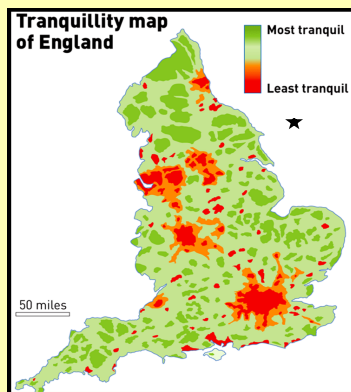 Tranquillity map
of England
Most tranquil
Least tranquil
50 miles